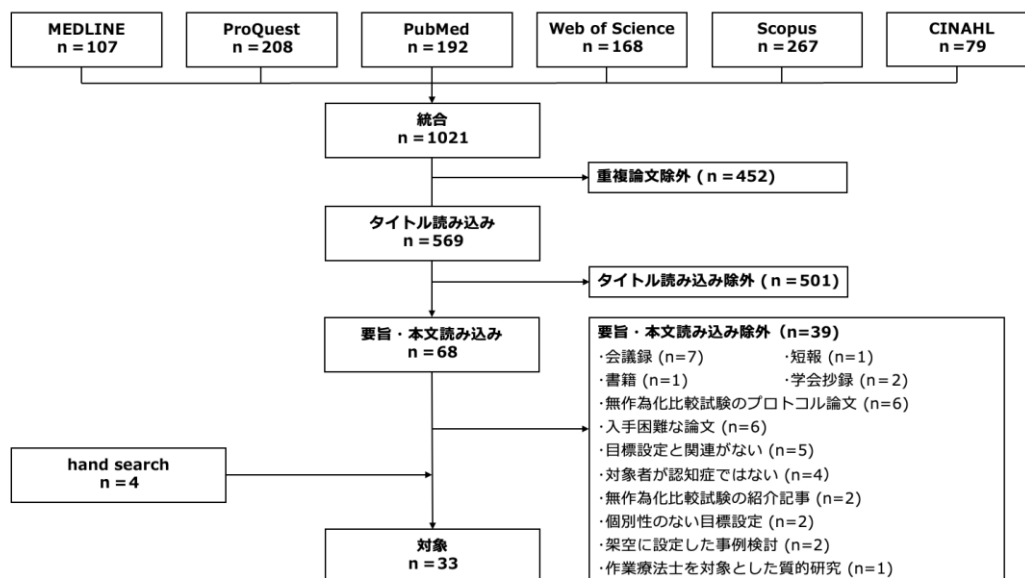 MEDLINE
n = 107
ProQuest
n = 208
PubMed
n = 192
Web of Science
n = 168
Scopus
n = 267
CINAHL
n = 79
統合
n = 1021
重複論文除外 (n = 452)
タイトル読み込み
n = 569
タイトル読み込み除外 (n = 501)
要旨・本文読み込み
n = 68
要旨・本文読み込み除外(n=39)
・会議録 (n=7) ・短報 (n=1)
・書籍 (n=1) ・学会抄録 (n=2)
・無作為化比較試験のプロトコル論文 (n=6)
・入手困難な論文 (n=6)
・目標設定と関連がない (n=5)
・対象者が認知症ではない (n=4)
・無作為化比較試験の紹介記事 (n=2)
・個別性のない目標設定 (n=2)
・架空に設定した事例検討 (n=2)
・作業療法士を対象とした質的研究 (n=1)
hand search
n = 4
対象
n = 33